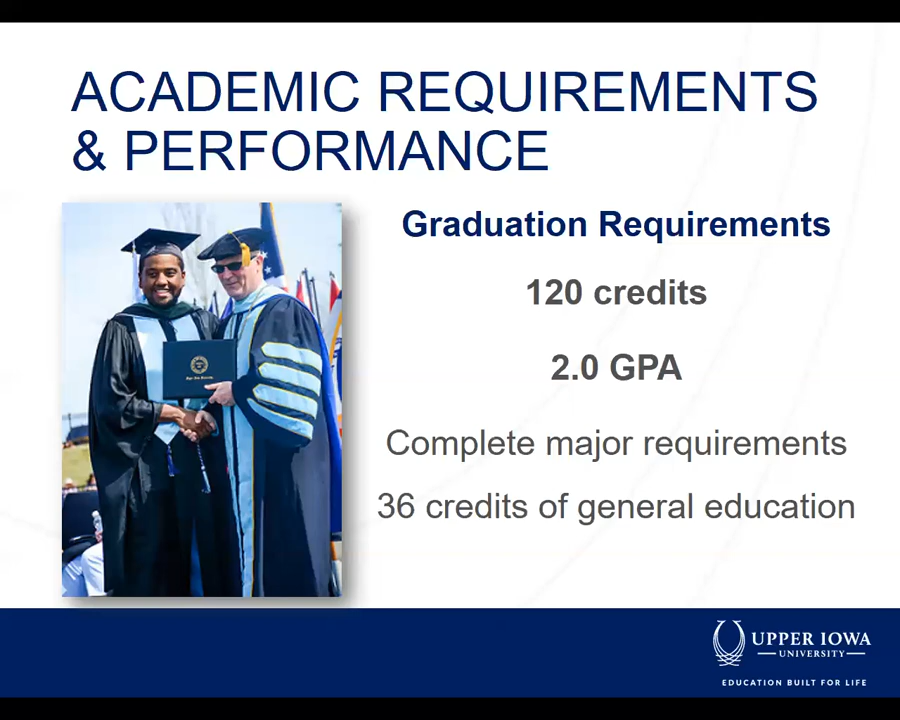 ACADEMIC REQUIREMENTS
& PERFORMANCE
Graduation Requirements
120 credits
2.0 GPA
Complete major requirements
36 credits of general education
UPPER IOWA
UNIVERSITY
EDUCATION BUILT FOR LIFE